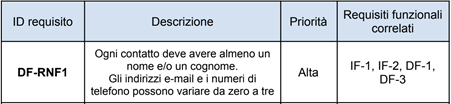 ID requisito
Descrizione
Priorità
Requisiti funzionali
correlati
DF-RNF1
Ogni contatto deve avere almeno un
nome e/o un cognome.
Gli indirizzi e-mail e i numeri di
telefono possono variare da zero a tre
Alta
IF-1, IF-2, DF-1,
DF-3